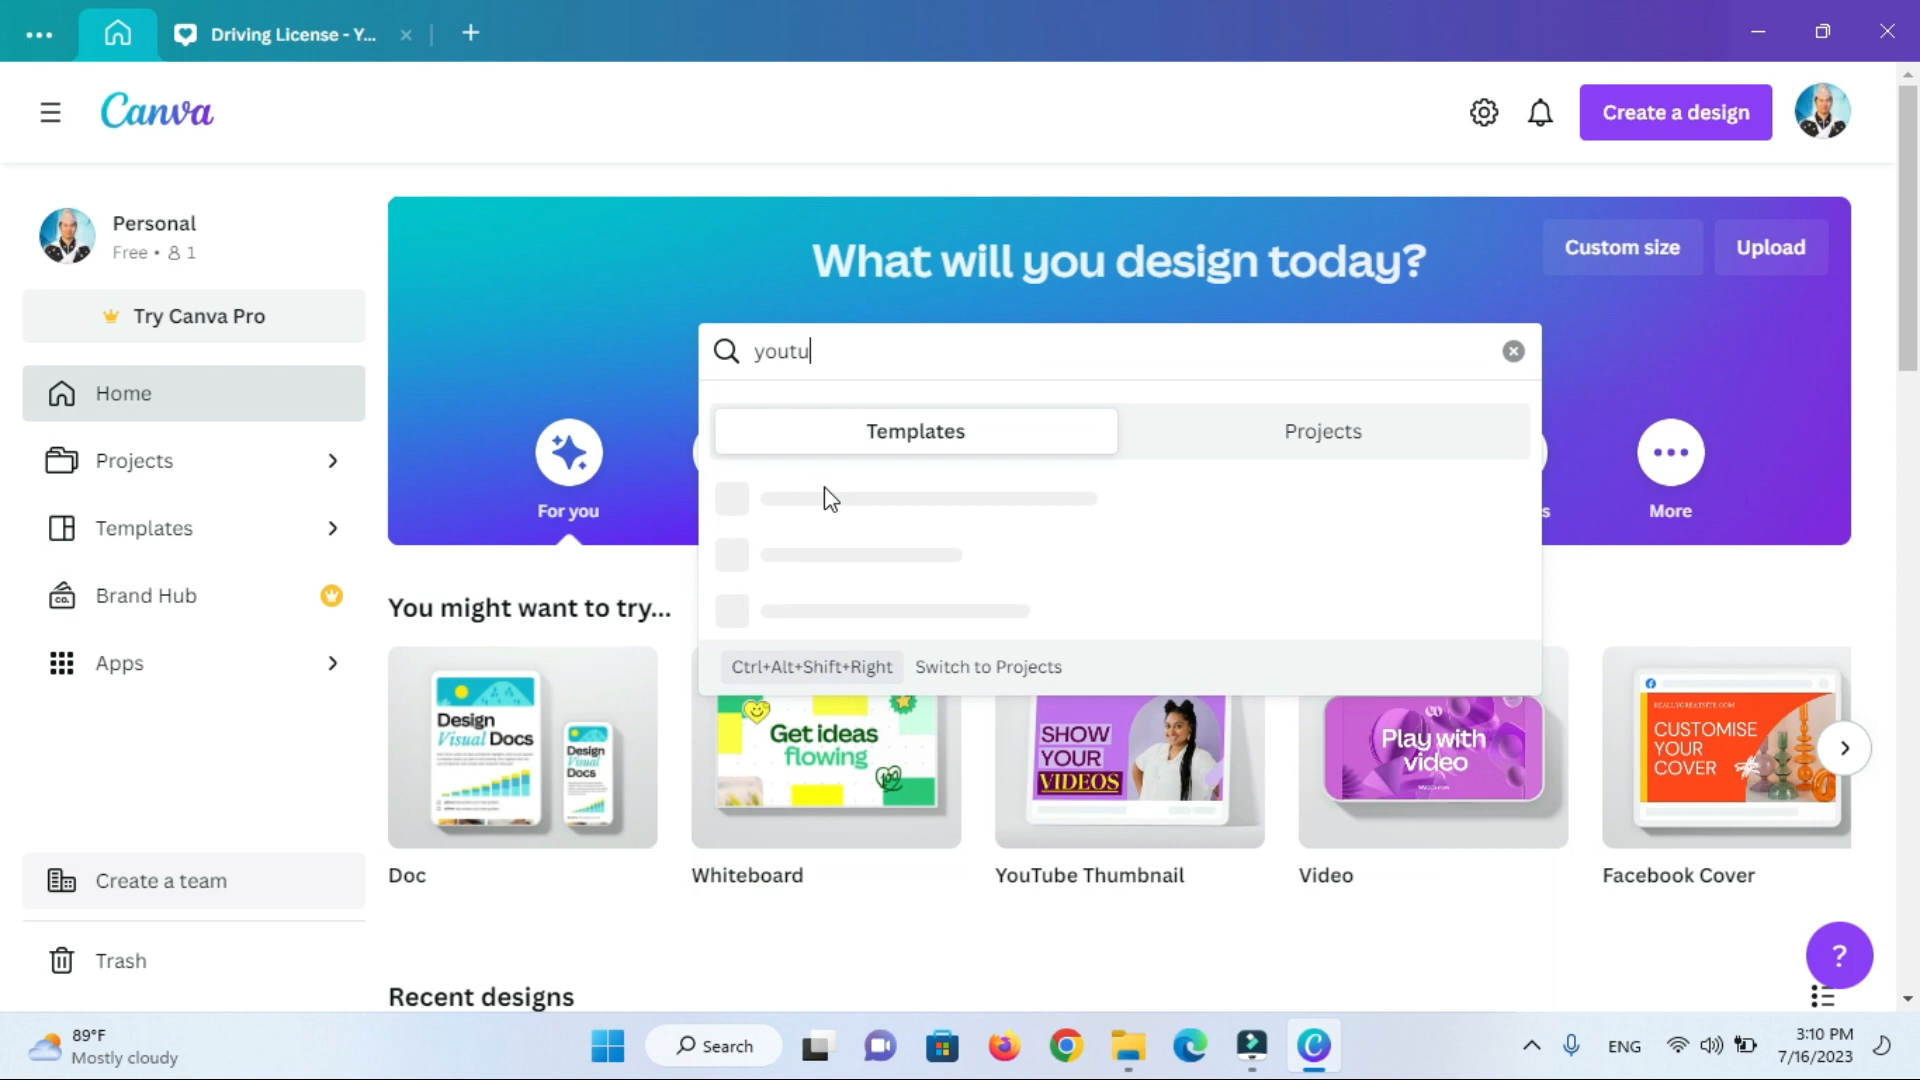 Driving License - Y...
Canva
Create a design
Personal
Free • 1
Try Canva Pro
Home
Projects
Templates
Brand Hub
CO.
Apps
Create a team
Trash
What will you design today?
Custom size
Upload
youtu
Templates
Projects
Ctrl+Alt+Shift+Right Switch to Projects
For you
s
More
You might want to try...
Design
Visual Docs
Design
Visual
Docs
Get ideas
flowing
100
SHOW
YOUR
VIDEOS
Play with
video
REALLYGREATSITE.COM
CUSTOMISE
YOUR
COVER
Doc
Whiteboard
YouTube Thumbnail
Video
Facebook Cover
?
Recent designs
89°F
Mostly cloudy
Search
ENG
3:10 PM
7/16/2023